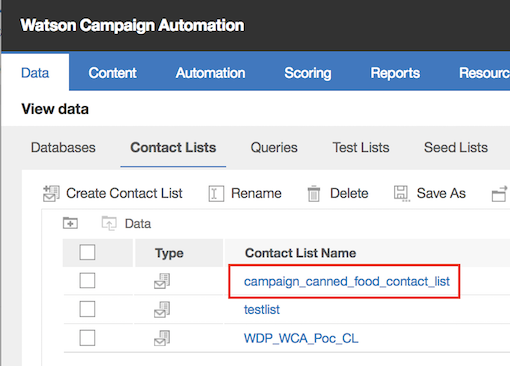 Watson Campaign Automation
Data Content Automation Scoring Reports Resourc
View data
Databases Contact Lists Queries Test Lists Seed Lists
Create Contact List Rename Delete Save As
Data
Type Contact List Name
campaign_canned_food_contact_list
testlist
WDP_WCA_Poc_CL